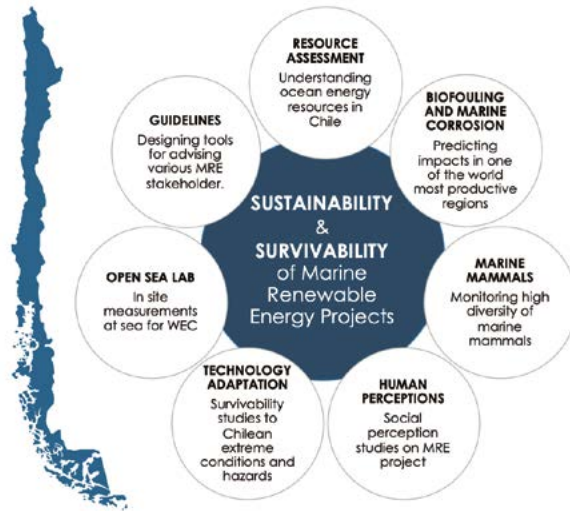 RESOURCE
ASSESSMENT
Understanding
ocean energy
resources in
Chile
BIOFOULING
AND MARINE
CORROSION
Predicting
impacts in one
of the world
most productive
regions
MARINE
MAMMALS
Monitoring high
diversity of
marine
mammals
HUMAN
PERCEPTIONS
Social
perception
studies on MRE
project
TECHNOLOGY
ADAPTATION
Survivability
studies to
Chilean
extreme
conditions and
hazards
OPEN SEA LAB
In site
measurements
at sea for WEC
GUIDELINES
Designing tools
for advising
various MRE
stakeholder.
SUSTAINABILITY
&
SURVIVABILITY
of Marine
Renewable
Energy Projects